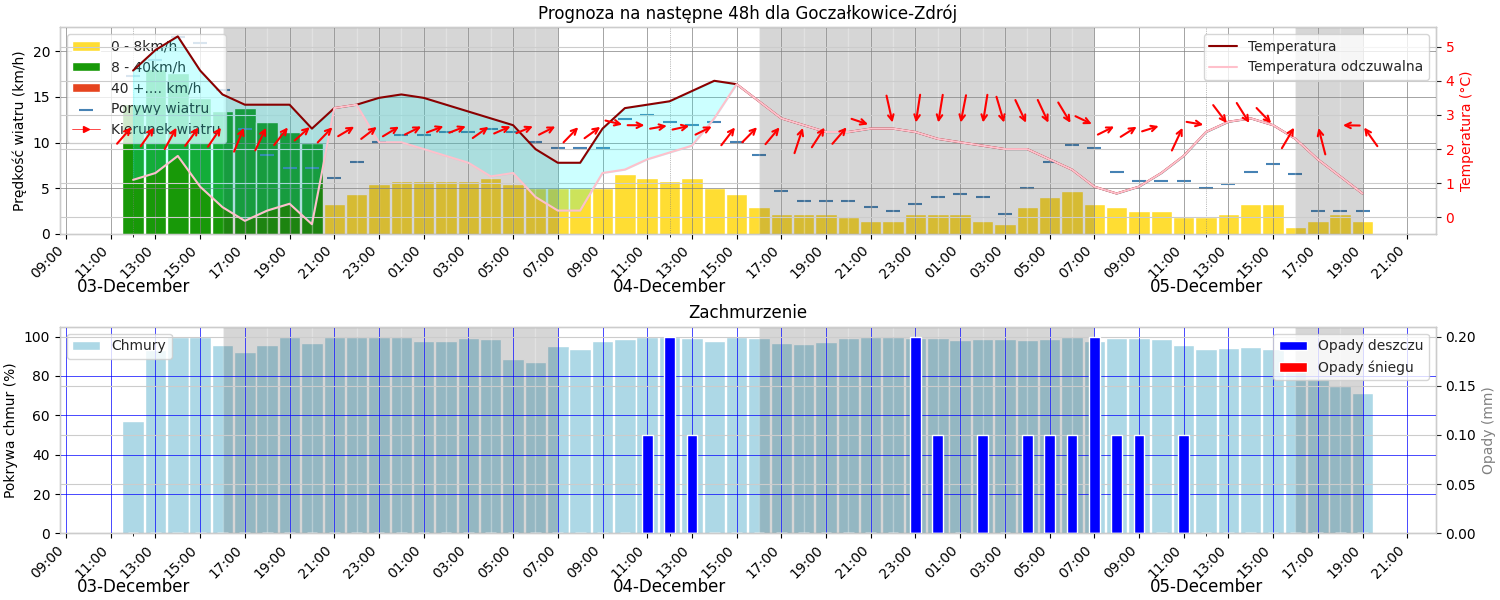 Prognoza na następne 48h dla Goczałkowice-Zdrój
Prędkość wiatru (km/h)
20
15
10
5
0
0 - 8km/h
8 - 40km/h
40 +.... km/h
Porywy wiatru
Kierunek wiatru
Temperatura
Temperatura odczuwalna
5
4
3
2
1
0
Temperatura (°C)
09:00 11:00 13:00 15:00 17:00 19:00 21:00 23:00 01:00 03:00 05:00 07:00 09:00 11:00 13:00 15:00 17:00 19:00 21:00 23:00 01:00 03:00 05:00 07:00 09:00 11:00 13:00 15:00 17:00 19:00 21:00
03-December 04-December 05-December
Zachmurzenie
Pokrywa chmur (%)
100
80
60
40
20
0
Chmury
Opady deszczu
Opady śniegu
0.20
0.15
0.10
0.05
0.00
Opady (mm)
09:00 11:00 13:00 15:00 17:00 19:00 21:00 23:00 01:00 03:00 05:00 07:00 09:00 11:00 13:00 15:00 17:00 19:00 21:00 23:00 01:00 03:00 05:00 07:00 09:00 11:00 13:00 15:00 17:00 19:00 21:00
03-December 04-December 05-December